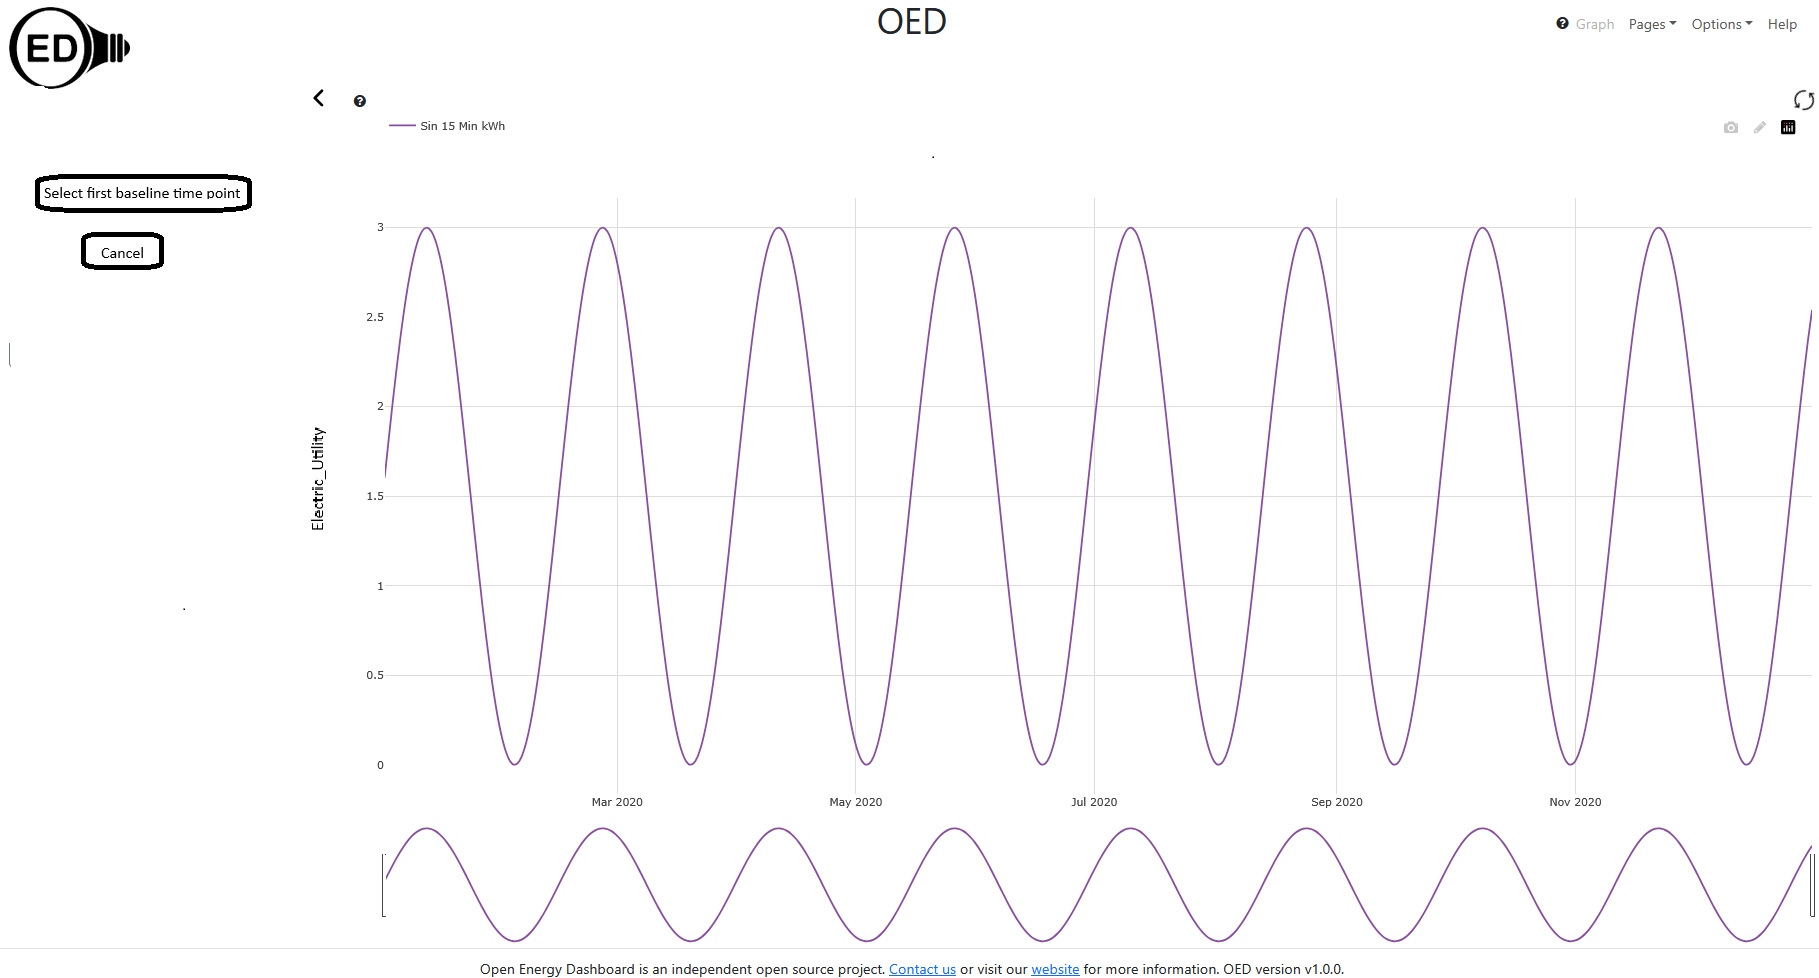 ED
OED
Graph Pages Options Help
Sin 15 Min kWh
Select first baseline time point
Cancel
Electric_Utility
3
2.5
2
1.5
1
0.5
0
Mar 2020 May 2020 Jul 2020 Sep 2020 Nov 2020
Open Energy Dashboard is an independent open source project. Contact us or visit our website for more information. OED version v1.0.0.